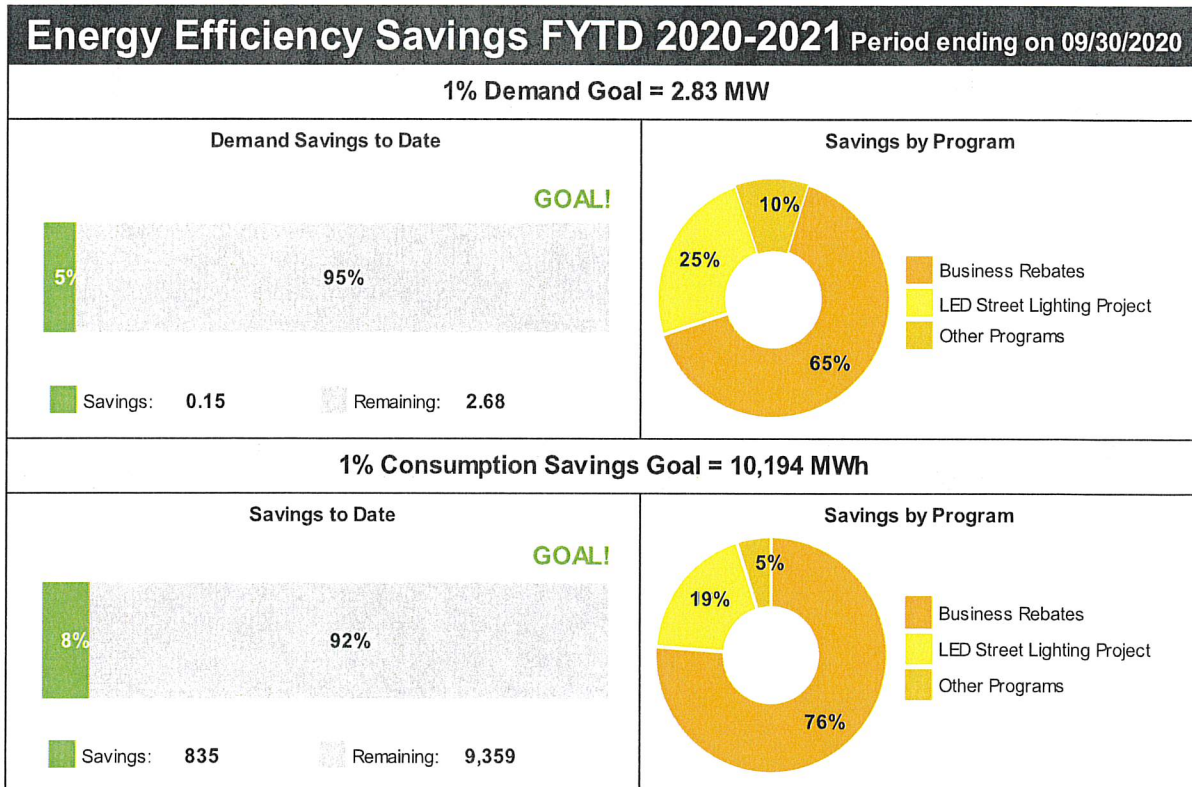 Energy Efficiency Savings FYTD 2020-2021 Period ending on 09/30/2020
1% Demand Goal = 2.83 MW
Demand Savings to Date
GOAL!
5%
95%
Savings: 0.15 Remaining: 2.68
Savings by Program
10%
25%
65%
Business Rebates
LED Street Lighting Project
Other Programs
1% Consumption Savings Goal = 10,194 MWh
Savings to Date
GOAL!
8%
92%
Savings: 835 Remaining: 9,359
Savings by Program
5%
19%
76%
Business Rebates
LED Street Lighting Project
Other Programs